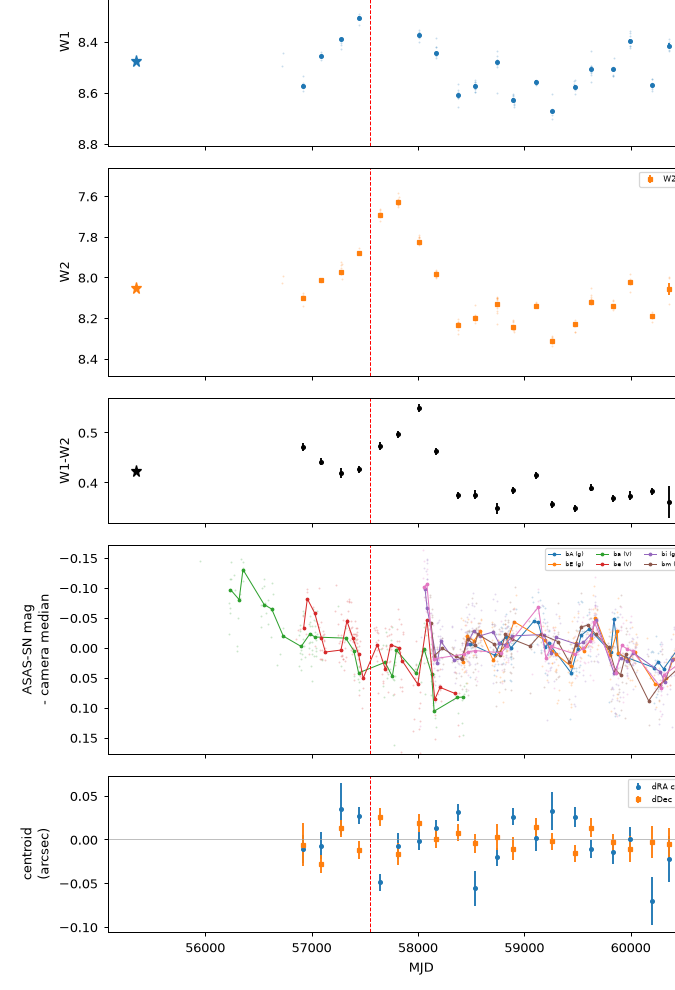 W1
8.4
8.6
8.8
W2
7.6
7.8
8.0
8.2
8.4
W2
W1-W2
0.5
0.4
ASAS-SN mag
- camera median
−0.15
−0.10
−0.05
0.00
0.05
0.10
0.15
bA (g)
ba (V)
bi (g)
bE (g)
be (V)
bm (
centroid
(arcsec)
0.05
0.00
−0.05
−0.10
dRA c
dDec
56000
57000
58000
59000
60000
MJD